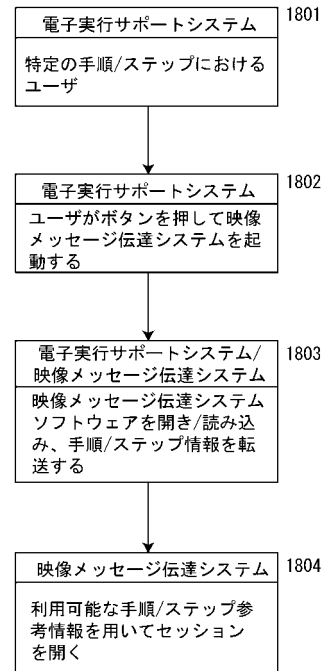 電子実行サポートシステム
1801
特定の手順/ステップにおける
ユーザ
電子実行サポートシステム
1802
ユーザがボタンを押して映像
メッセージ伝達システムを起
動する
電子実行サポートシステム/
映像メッセージ伝達システム
1803
映像メッセージ伝達システム
ソフトウェアを開き/読み込
み、手順/ステップ情報を転
送する
映像メッセージ伝達システム
1804
利用可能な手順/ステップ参
考情報を用いてセッション
を開く